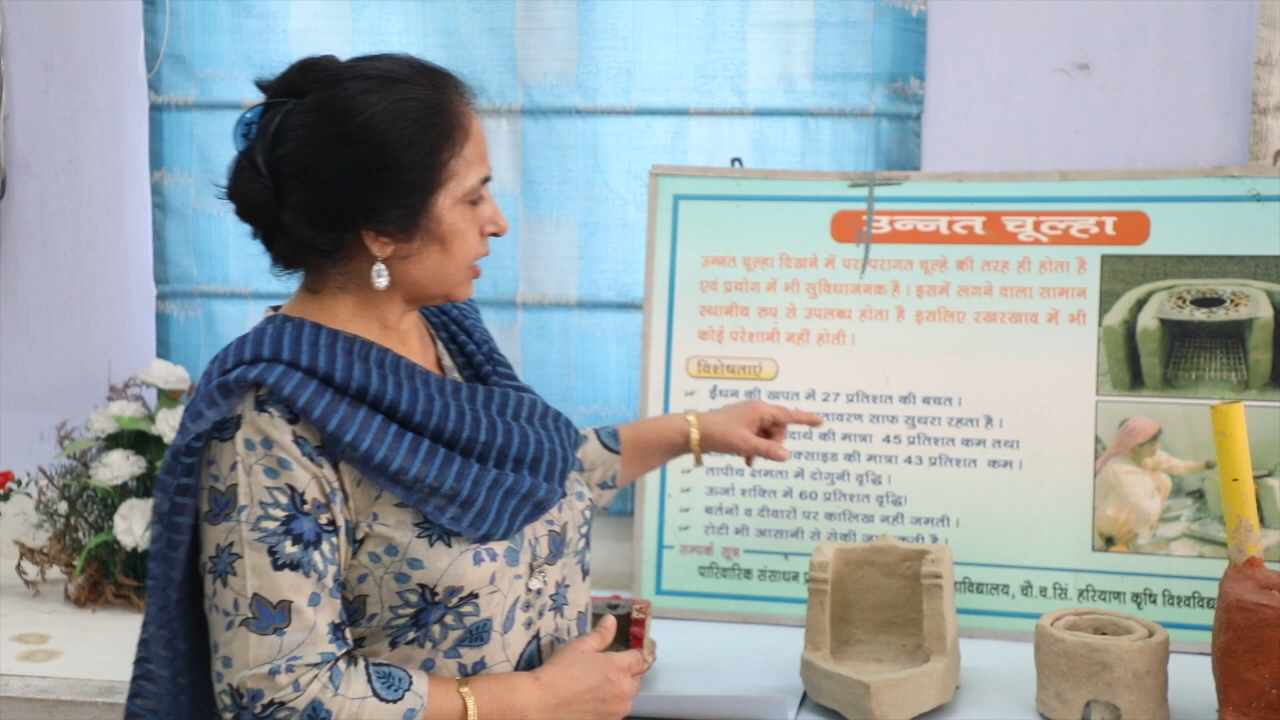 उन्नत चूल्हा
उन्नत चूल्हा दिखने में परम्परागत चूल्हे की तरह ही होता है
एवं प्रयोग में भी सुविधाजनक है । इसमें लगने वाला सामान
स्थानीय रुप से उपलब्ध होता है इसलिए रखरखाव में भी
कोई परेशानी नहीं होती ।
विशेषताएं
ईंधन की खपत में 27 प्रतिशत की बचत ।
वातावरण साफ सुथरा रहता है ।
की मात्रा 45 प्रतिशत कम तथा
की मात्रा 43 प्रतिशत कम ।
तापीय क्षमता में दोगुनी वृद्धि ।
ऊर्जा शक्ति में 60 प्रतिशत वृद्धि।
बर्तनों व दीवारों पर कालिख नहीं जमती ।
रोटी भी आसानी से सेकी है ।
सम्पर्क सूत्र
पारिवारिक संसाधन चौ.च.सिं. हरियाणा कृषि